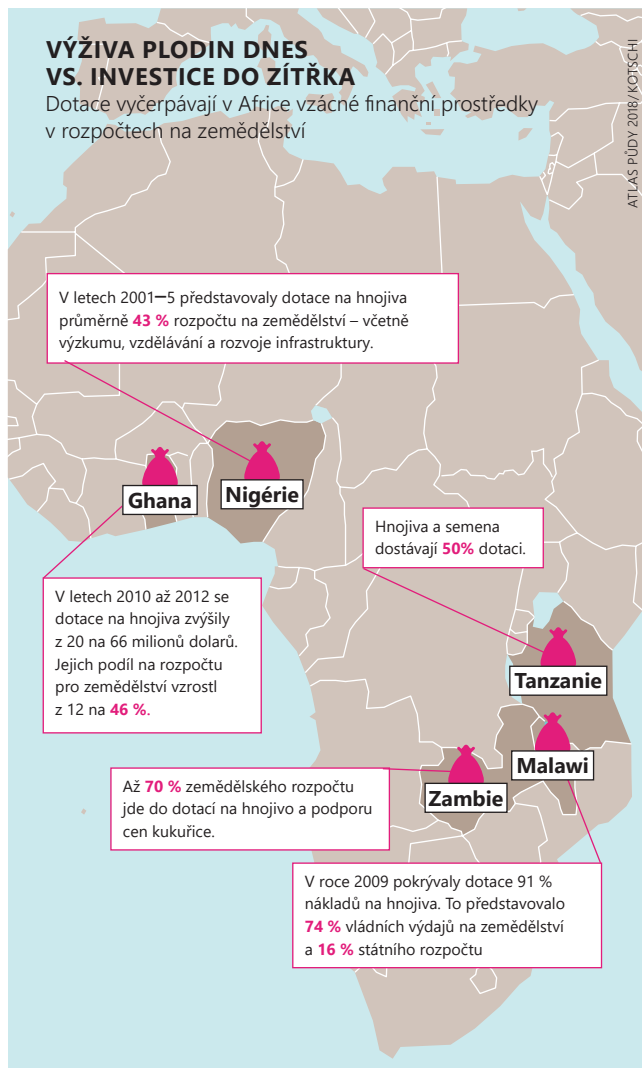 VÝŽIVA PLODIN DNES
VS. INVESTICE DO ZÍTŘKA
Dotace vyčerpávají v Africe vzácné finanční prostředky
v rozpočtech na zemědělství
ATLAS PŮDY 2018/KOTSCHI
V letech 2001–5 představovaly dotace na hnojiva
průměrně 43 % rozpočtu na zemědělství – včetně
výzkumu, vzdělávání a rozvoje infrastruktury.
Ghana
Nigérie
Hnojiva a semena
dostávají 50% dotaci.
V letech 2010 až 2012 se
dotace na hnojiva zvýšily
z 20 na 66 milionů dolarů.
Jejich podíl na rozpočtu
pro zemědělství vzrostl
z 12 na 46 %.
Tanzanie
Malawi
Zambie
Až 70 % zemědělského rozpočtu
jde do dotací na hnojivo a podporu
cen kukuřice.
V roce 2009 pokrývaly dotace 91 %
nákladů na hnojiva. To představovalo
74 % vládních výdajů na zemědělství
a 16 % státního rozpočtu